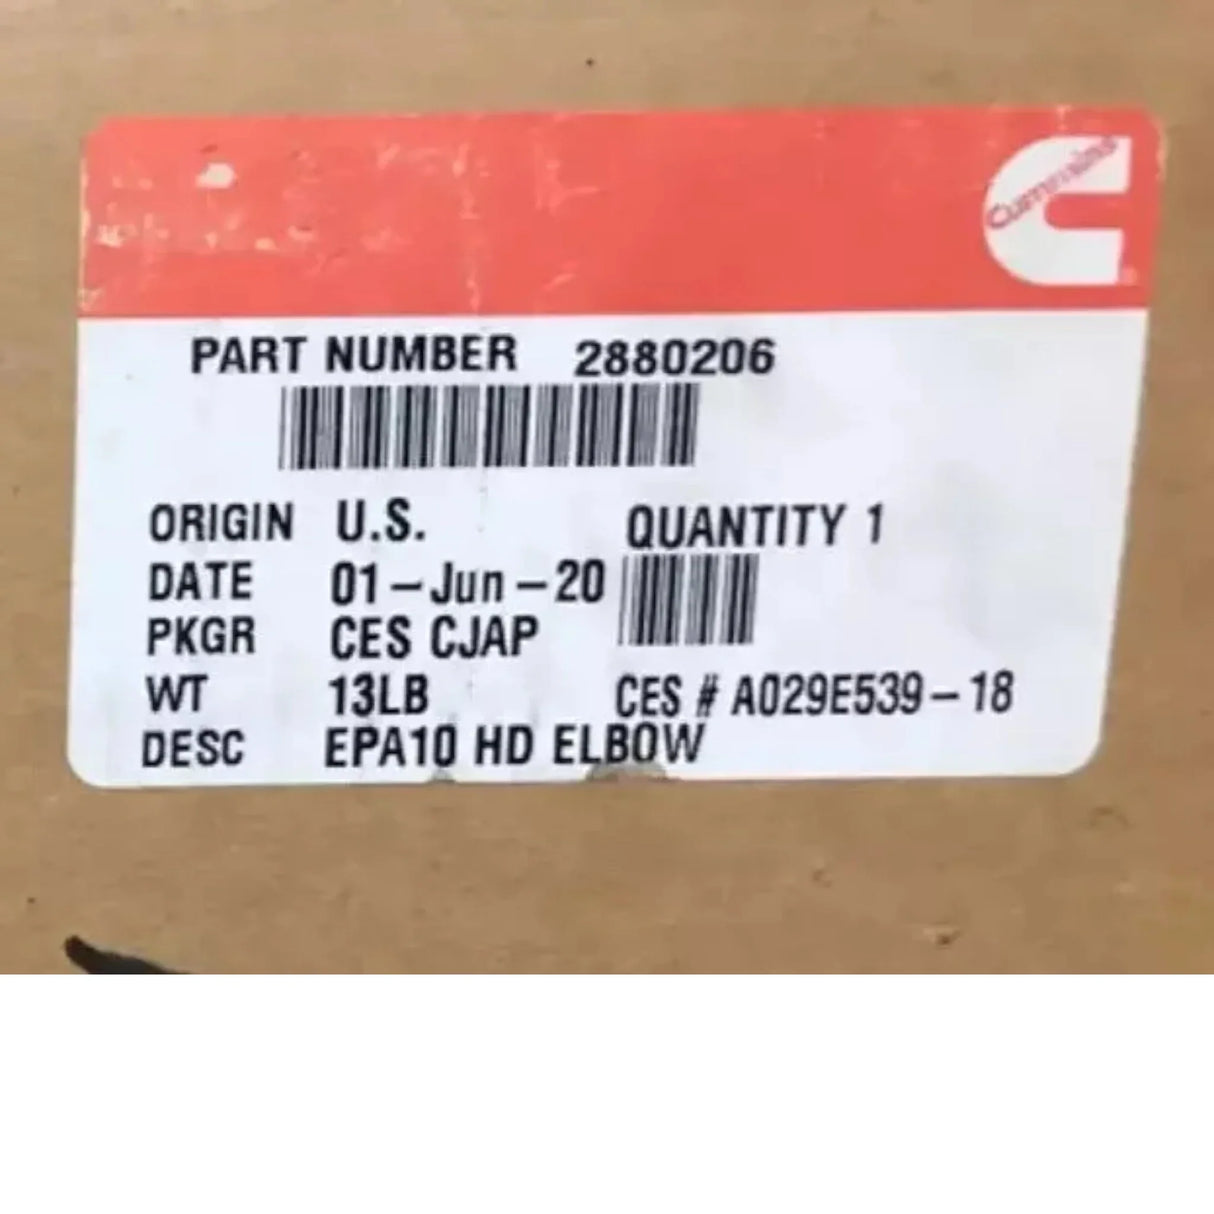 Cummins
PART NUMBER 2880206
ORIGIN U.S. QUANTITY 1
DATE 01-Jun-20
PKGR CES CJAP
WT 13LB CES # A029E539-18
DESC EPA10 HD ELBOW